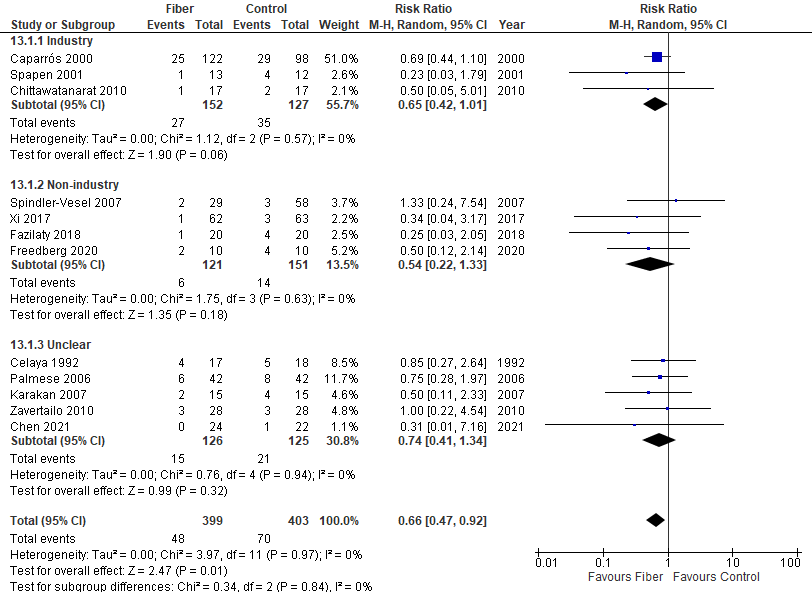 Fiber Control Risk Ratio Risk Ratio
Study or Subgroup Events Total Events Total Weight M-H, Random, 95% CI Year M-H, Random, 95% CI
13.1.1 Industry
Caparrós 2000 25 122 29 98 51.0% 0.69 [0.44, 1.10] 2000
Spapen 2001 1 13 4 12 2.6% 0.23 [0.03, 1.79] 2001
Chittawatanarat 2010 1 17 2 17 2.1% 0.50 [0.05, 5.01] 2010
Subtotal (95% CI) 152 127 55.7% 0.65 [0.42, 1.01]
Total events 27 35
Heterogeneity: Tau² = 0.00; Chi² = 1.12, df = 2 (P = 0.57); I² = 0%
Test for overall effect: Z = 1.90 (P = 0.06)
13.1.2 Non-industry
Spindler-Vesel 2007 2 29 3 58 3.7% 1.33 [0.24, 7.54] 2007
Xi 2017 1 62 3 63 2.2% 0.34 [0.04, 3.17] 2017
Fazilaty 2018 1 20 4 20 2.5% 0.25 [0.03, 2.05] 2018
Freedberg 2020 2 10 4 10 5.2% 0.50 [0.12, 2.14] 2020
Subtotal (95% CI) 121 151 13.5% 0.54 [0.22, 1.33]
Total events 6 14
Heterogeneity: Tau² = 0.00; Chi² = 1.75, df = 3 (P = 0.63); I² = 0%
Test for overall effect: Z = 1.35 (P = 0.18)
13.1.3 Unclear
Celaya 1992 4 17 5 18 8.5% 0.85 [0.27, 2.64] 1992
Palmese 2006 6 42 8 42 11.7% 0.75 [0.28, 1.97] 2006
Karakan 2007 2 15 4 15 4.6% 0.50 [0.11, 2.33] 2007
Zavertailo 2010 3 28 3 28 4.8% 1.00 [0.22, 4.54] 2010
Chen 2021 0 24 1 22 1.1% 0.31 [0.01, 7.16] 2021
Subtotal (95% CI) 126 125 30.8% 0.74 [0.41, 1.34]
Total events 15 21
Heterogeneity: Tau² = 0.00; Chi² = 0.76, df = 4 (P = 0.94); I² = 0%
Test for overall effect: Z = 0.99 (P = 0.32)
Total (95% CI) 399 403 100.0% 0.66 [0.47, 0.92]
Total events 48 70
Heterogeneity: Tau² = 0.00; Chi² = 3.97, df = 11 (P = 0.97); I² = 0%
Test for overall effect: Z = 2.47 (P = 0.01)
Test for subgroup differences: Chi² = 0.34, df = 2 (P = 0.84), I² = 0%
0.01 0.1 1 10 100
Favours Fiber Favours Control